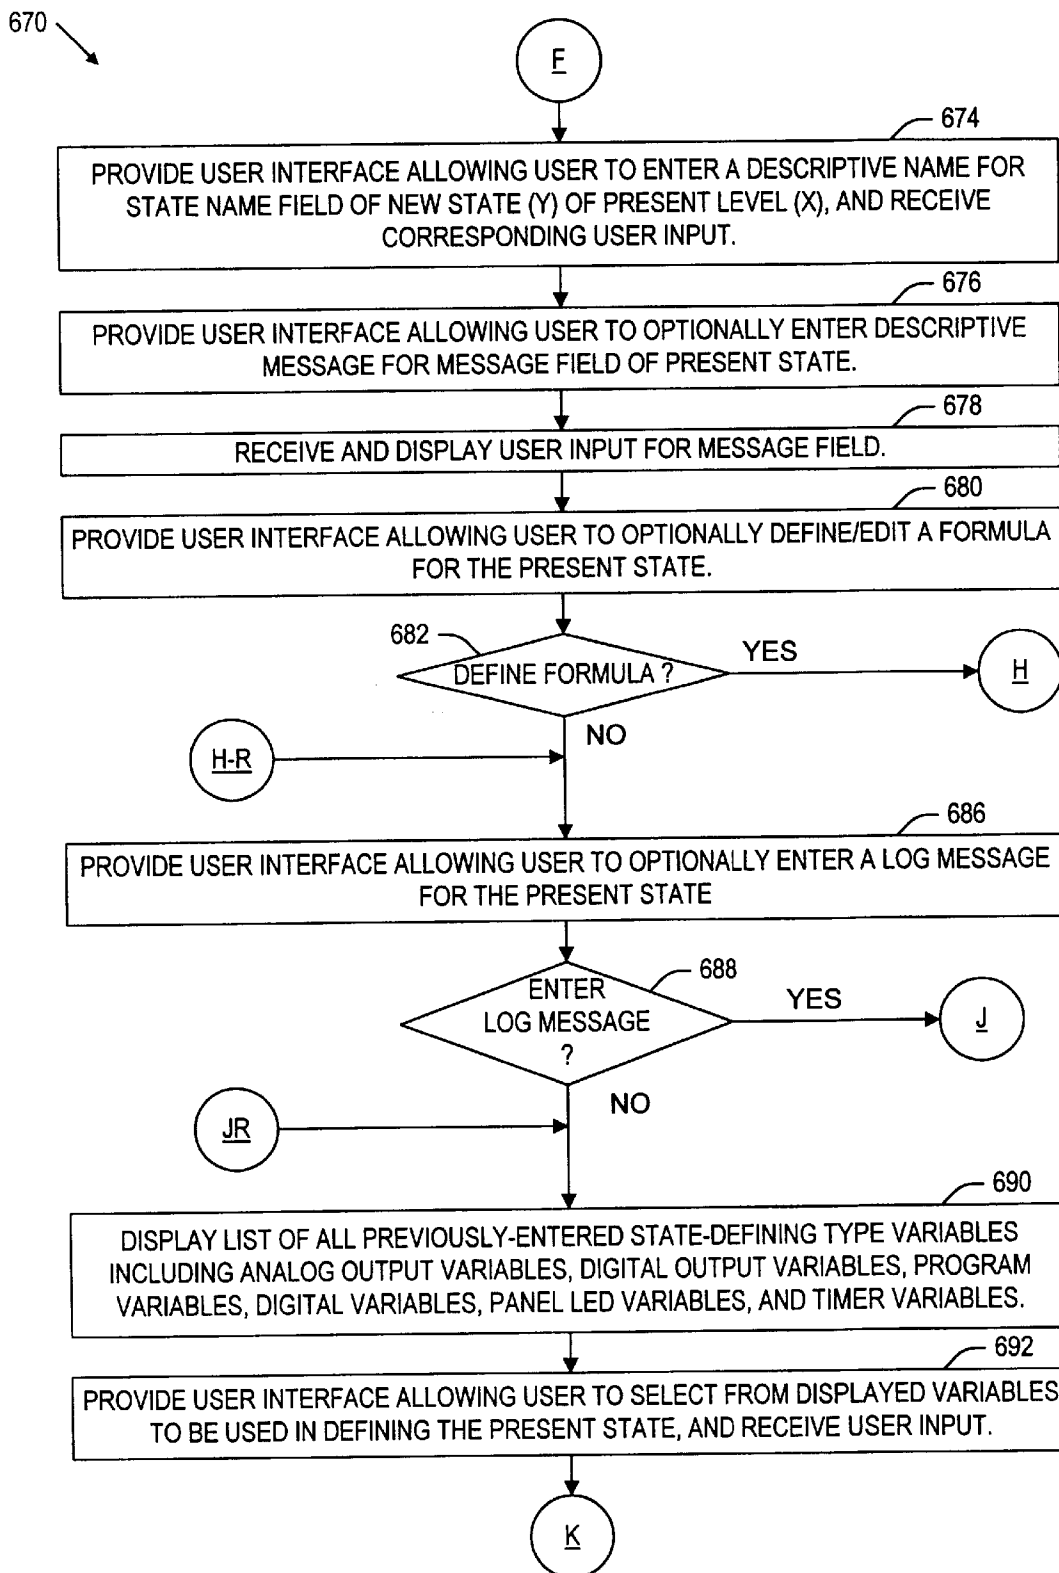 670
F
674
PROVIDE USER INTERFACE ALLOWING USER TO ENTER A DESCRIPTIVE NAME FOR
STATE NAME FIELD OF NEW STATE (Y) OF PRESENT LEVEL (X), AND RECEIVE
CORRESPONDING USER INPUT.
676
PROVIDE USER INTERFACE ALLOWING USER TO OPTIONALLY ENTER DESCRIPTIVE
MESSAGE FOR MESSAGE FIELD OF PRESENT STATE.
678
RECEIVE AND DISPLAY USER INPUT FOR MESSAGE FIELD.
680
PROVIDE USER INTERFACE ALLOWING USER TO OPTIONALLY DEFINE/EDIT A FORMULA
FOR THE PRESENT STATE.
682
DEFINE FORMULA ?
YES
H
NO
H-R
686
PROVIDE USER INTERFACE ALLOWING USER TO OPTIONALLY ENTER A LOG MESSAGE
FOR THE PRESENT STATE
688
ENTER
LOG MESSAGE
?
YES
J
NO
JR
690
DISPLAY LIST OF ALL PREVIOUSLY-ENTERED STATE-DEFINING TYPE VARIABLES
INCLUDING ANALOG OUTPUT VARIABLES, DIGITAL OUTPUT VARIABLES, PROGRAM
VARIABLES, DIGITAL VARIABLES, PANEL LED VARIABLES, AND TIMER VARIABLES.
692
PROVIDE USER INTERFACE ALLOWING USER TO SELECT FROM DISPLAYED VARIABLES
TO BE USED IN DEFINING THE PRESENT STATE, AND RECEIVE USER INPUT.
K